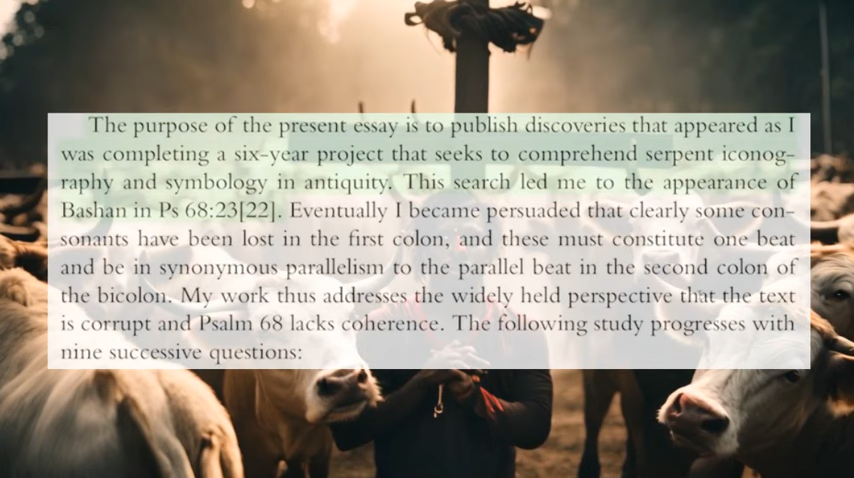 The purpose of the present essay is to publish discoveries that appeared as I
was completing a six-year project that seeks to comprehend serpent iconog-
raphy and symbology in antiquity. This search led me to the appearance of
Bashan in Ps 68:23[22]. Eventually I became persuaded that clearly some con-
sonants have been lost in the first colon, and these must constitute one beat
and be in synonymous parallelism to the parallel beat in the second colon of
the bicolon. My work thus addresses the widely held perspective that the text
is corrupt and Psalm 68 lacks coherence. The following study progresses with
nine successive questions: